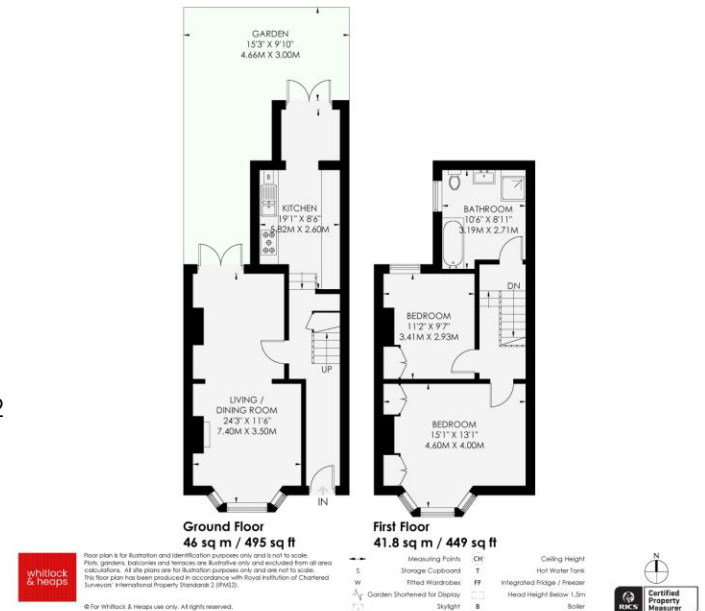 GARDEN
15'3" X 9'10"
4.66M X 3.00M
B
KITCHEN
19'1" X 8'6"
5.82M X 2.60M
UP
LIVING /
DINING ROOM
24'3" X 11'6"
7.40M X 3.50M
IN
BATHROOM
10'6" X 8'11"
3.19M X 2.71M
DN
BEDROOM
11'2" X 9'7"
3.41M X 2.93M
BEDROOM
15'1" X 13'1"
4.60M X 4.00M
2
Ground Floor
46 sq m / 495 sq ft
First Floor
41.8 sq m / 449 sq ft
whitlock
& heaps
Floor plan is for illustration and identification purposes only and is not to scale.
Plots, gardens, balconies and terraces are illustrative only and excluded from all area
calculations. All site plans are for illustration purposes only and are not to scale.
This floor plan has been produced in accordance with Royal Institution of Chartered
Surveyors' International Property Standards 2 (IPMS2).
© For Whitlock & Heaps use only. All rights reserved.
Measuring Points
S Storage Cupboard
W Fitted Wardrobes
Garden Shortened for Display
Skylight
CH Ceiling Height
T Hot Water Tank
FF Integrated Fridge / Freezer
Head Height Below 1.5m
B Boiler
N
RICS
Certified
Property
Measurer